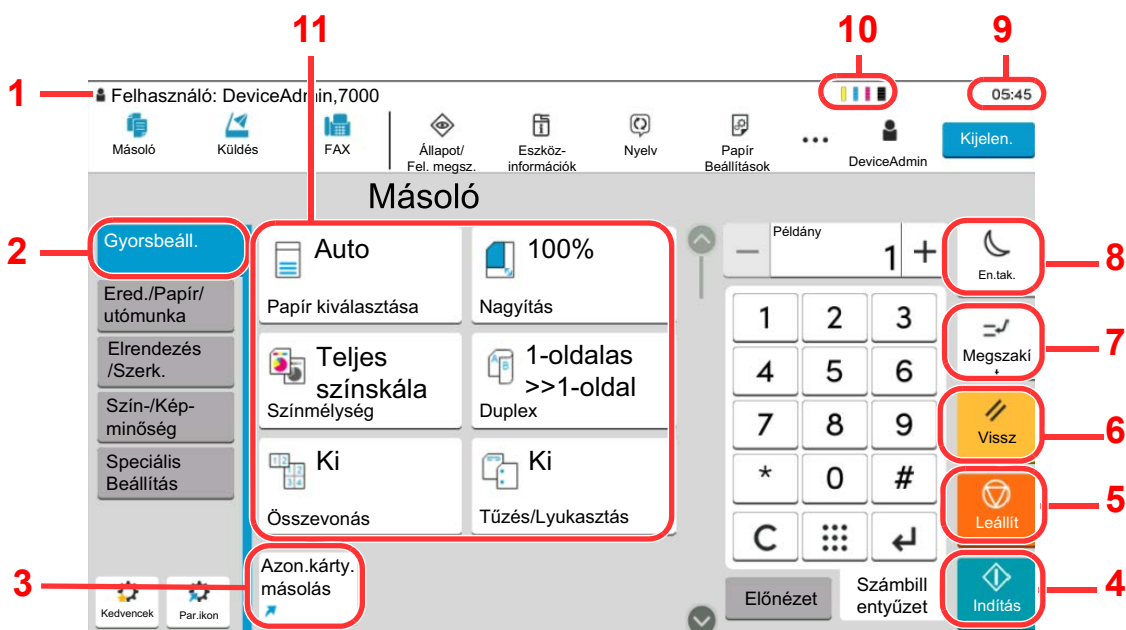 11
10
9
1
Felhasználó: DeviceAdmin,7000
05:45
Másoló
Küldés
FAX
Állapot/
Fel. megsz.
Eszköz-
információk
Nyelv
Papír
Beállítások
DeviceAdmin
Kijelen.
Másoló
2
Gyorsbeáll.
Ered./Papír/
utómunka
Elrendezés
/Szerk.
Szín-/Kép-
minőség
Speciális
Beállítás
Auto
Papír kiválasztása
100%
Nagyítás
Teljes
színskála
Színmélység
1-oldalas
>>1-oldal
Duplex
Ki
Összevonás
Ki
Tűzés/Lyukasztás
3
Azon.kárty.
másolás
Kedvencek
Par.ikon
Példány
— 1 +
1 2 3
4 5 6
7 8 9
* 0 #
C
Előnézet
Számbill
entyűzet
En.tak.
8
Megszakí
7
Vissz
6
Leállít
5
Indítás
4